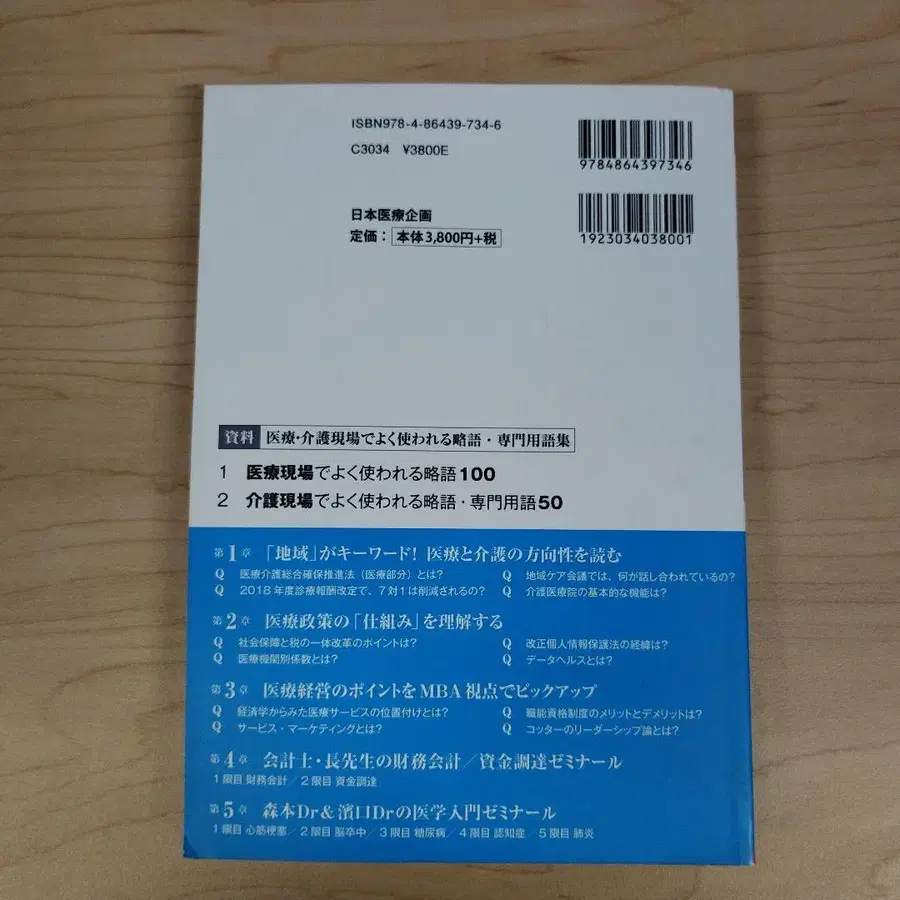 ISBN978-4-86439-734-6
C3034 ¥3800E
9784864397346
日本医療企画
定価：本体3,800円+税
1923034038001
資料 医療・介護現場でよく使われる略語・専門用語集
1 医療現場でよく使われる略語100
2 介護現場でよく使われる略語・専門用語50
第1章 「地域」がキーワード! 医療と介護の方向性を読む
Q 医療介護総合確保推進法（医療部分）とは?
Q 地域ケア会議では、何が話し合われているの?
Q 2018年度診療報酬改定で、7対1は削減されるの?
Q 介護医療院の基本的な機能は?
第2章 医療政策の「仕組み」を理解する
Q 社会保障と税の一体改革のポイントは?
Q 改正個人情報保護法の経緯は?
Q 医療機関別係数とは?
Q データヘルスとは?
第3章 医療経営のポイントをMBA視点でピックアップ
Q 経済学からみた医療サービスの位置付けとは?
Q 職能資格制度のメリットとデメリットは?
Q サービス・マーケティングとは?
Q コッターのリーダーシップ論とは?
第4章 会計士・長先生の財務会計／資金調達ゼミナール
1限目 財務会計／2限目 資金調達
第5章 森本Dr&濱口Drの医学入門ゼミナール
1限目 心筋梗塞／2限目 脳卒中／3限目 糖尿病／4限目 認知症／5限目 肺炎